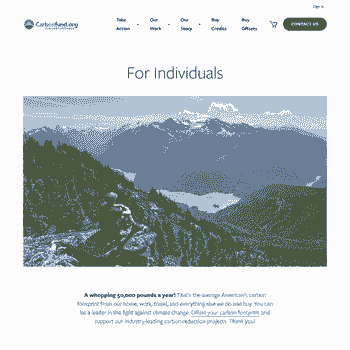 Sign In
Carbonfund.org
Take Action
Our Work
Our Story
Buy Credits
Buy Offsets
CONTACT US
For Individuals
A whopping 50,000 pounds a year! That's the average American's carbon
footprint from our home, work, travel, and everything else we do and buy. You
can be a leader in the fight against climate change. Offset your carbon footprint and
support our industry-leading carbon reduction projects. Thank you!